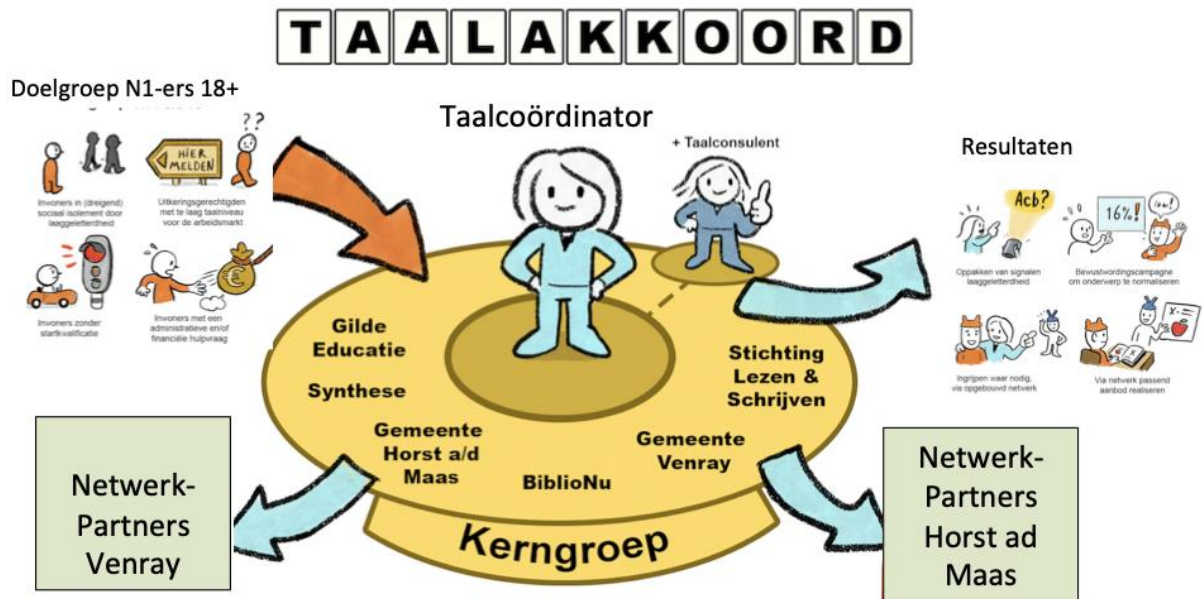 TAALAKKOORD
Doelgroep N1-ers 18+
HIER
MELDEN
??
Invoners in (dreigend)
sociaal isolement door
laaggeletterdheid
Uitkeringsgerechtigden
met te laag taalniveau
voor de arbeidsmarkt
€
Invoners zonder
startkwalificatie
Invoners met een
administratieve en/of
financiële hulpvraag
Taalcoördinator
+ Taalconsulent
Resultaten
Acb?
16%!
Oppakken van signalen
laaggeletterdheid
Bewustwordingscampagne
om onderwerp te normaliseren
Ingrijpen waar nodig,
via opgebouwd netwerk
Via netwerk passend
aanbod realiseren
Gilde
Educatie
Synthese
Gemeente
Horst a/d
Maas
BiblioNu
Gemeente
Venray
Stichting
Lezen &
Schrijven
Kerngroep
Netwerk-
Partners
Venray
Netwerk-
Partners
Horst ad
Maas